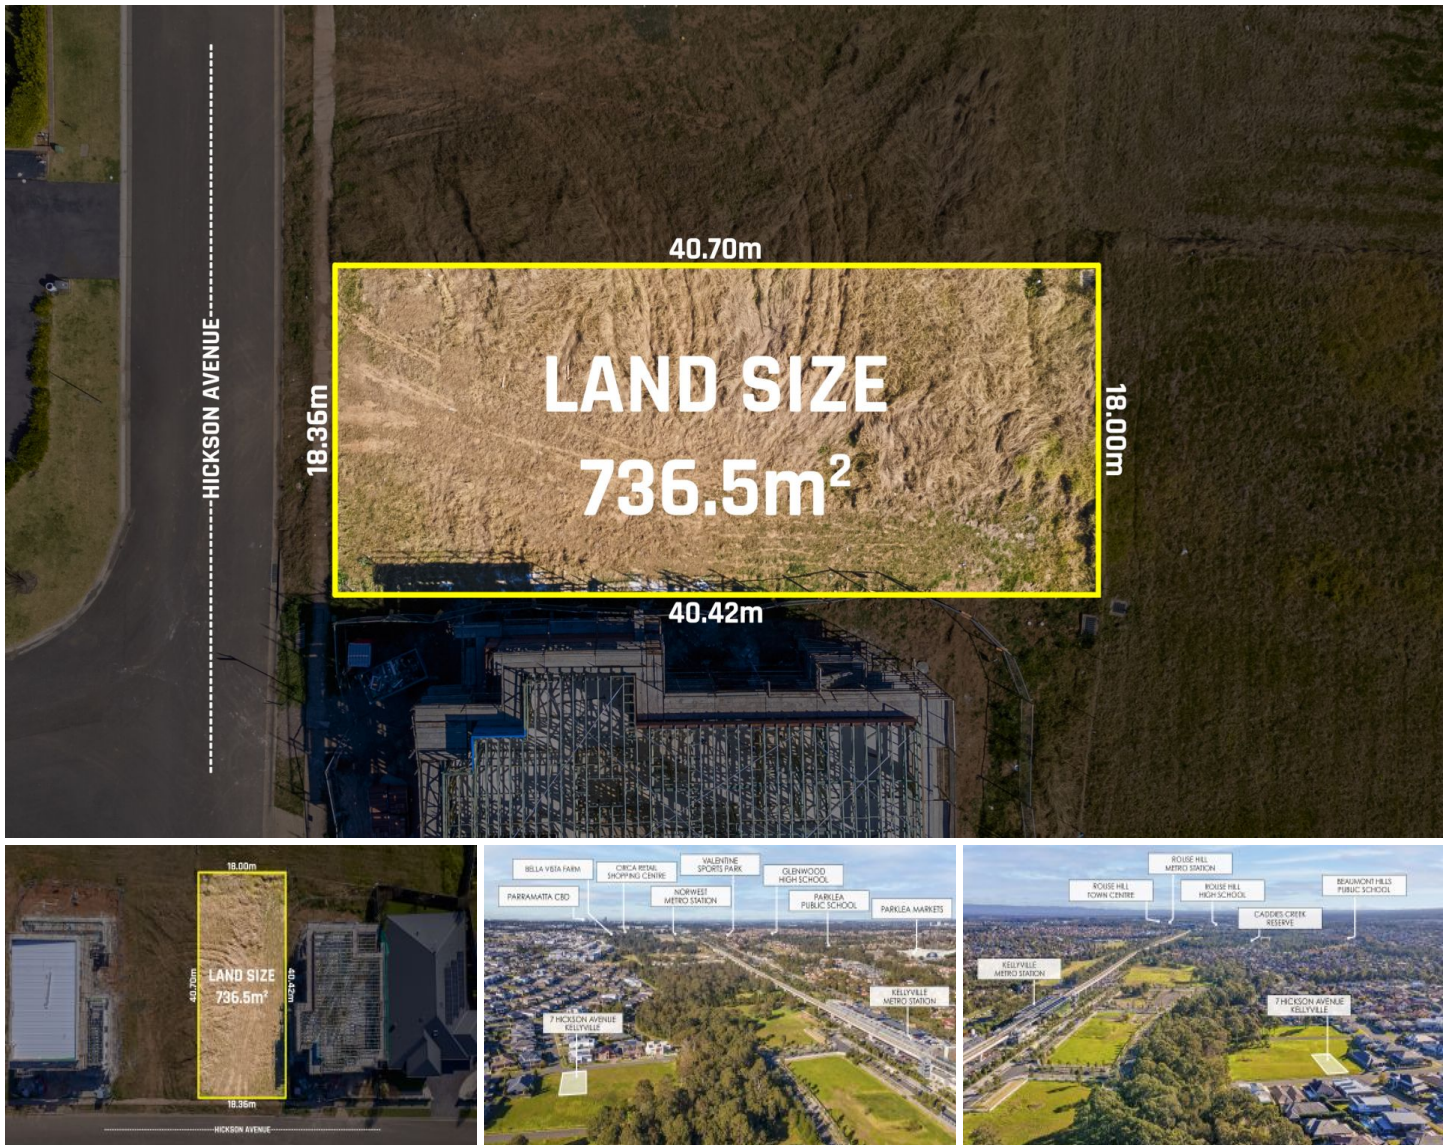 40.70m
HICKSON AVENUE
18.36m
LAND SIZE
736.5m²
18.00m
40.42m
18.00m
40.70m
LAND SIZE
736.5m²
40.42m
18.36m
HICKSON AVENUE
BELLA VISTA FARM
CIRCA RETAIL
SHOPPING CENTRE
VALENTINE
SPORTS PARK
GLENWOOD
HIGH SCHOOL
PARRAMATTA CBD
NORWEST
METRO STATION
PARKLEA
PUBLIC SCHOOL
PARKLEA MARKETS
KELLYVILLE
METRO STATION
7 HICKSON AVENUE
KELLYVILLE
ROUSE HILL
METRO STATION
ROUSE HILL
TOWN CENTRE
ROUSE HILL
HIGH SCHOOL
BEAUMONT HILLS
PUBLIC SCHOOL
CADDIES CREEK
RESERVE
KELLYVILLE
METRO STATION
7 HICKSON AVENUE
KELLYVILLE